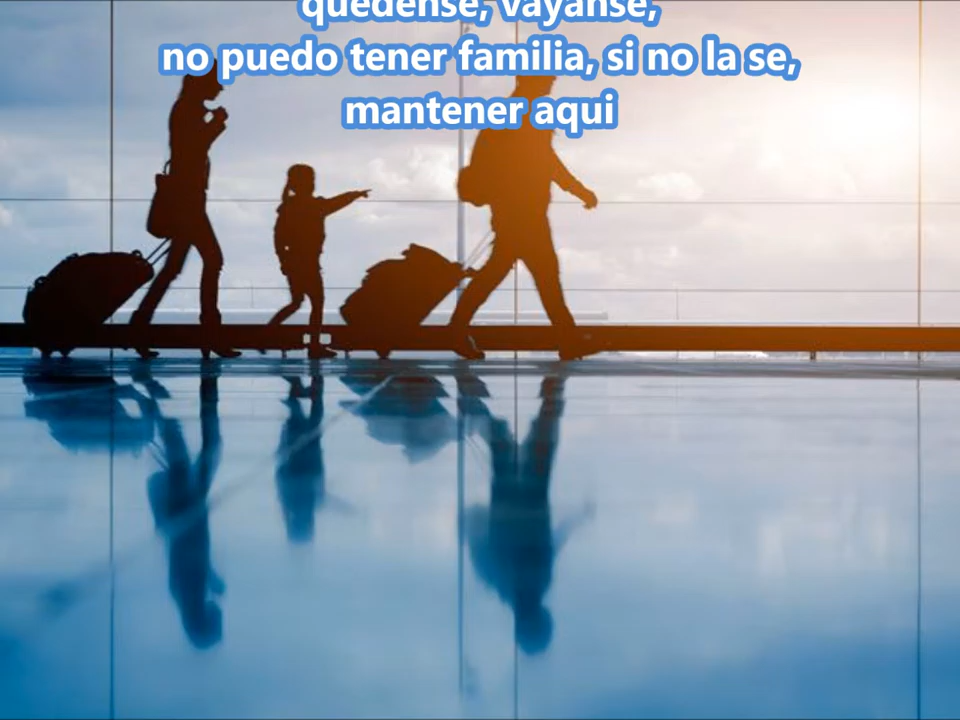 quedense, vayanse,
no puedo tener familia, si no la se,
mantener aqui